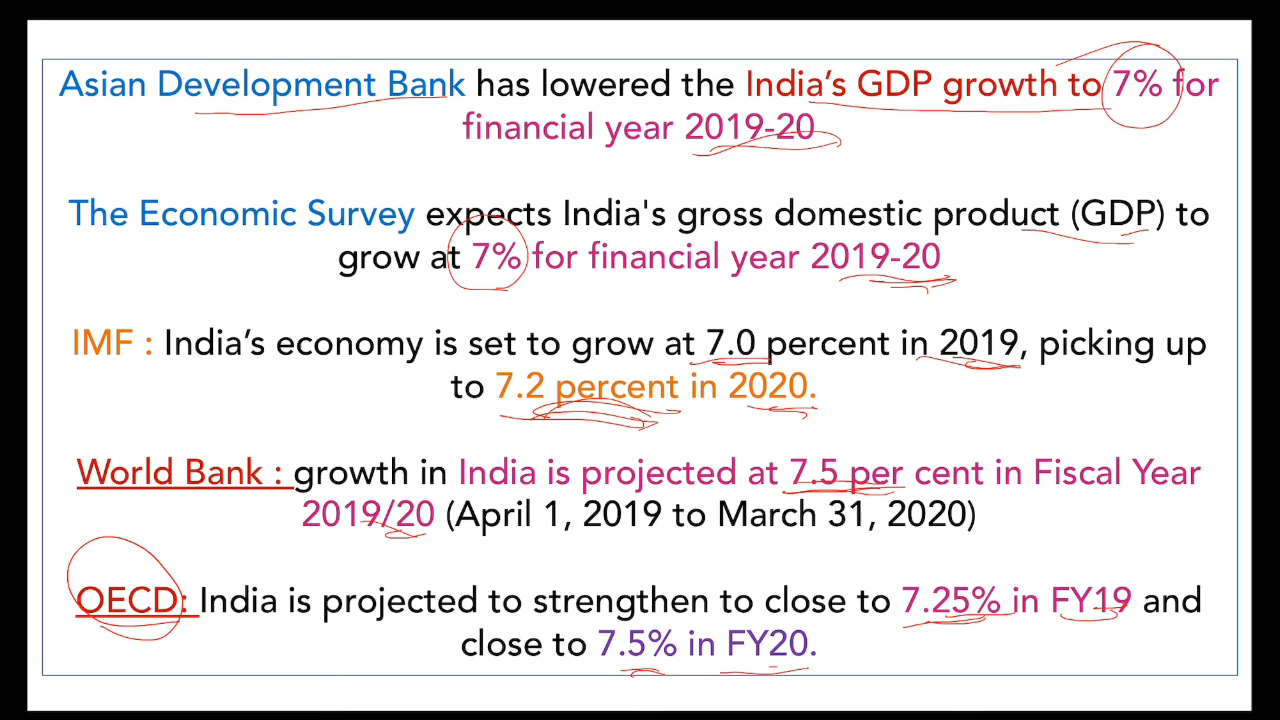 Asian Development Bank has lowered the India’s GDP growth to 7% for
financial year 2019-20
The Economic Survey expects India's gross domestic product (GDP) to
grow at 7% for financial year 2019-20
IMF : India’s economy is set to grow at 7.0 percent in 2019, picking up
to 7.2 percent in 2020.
World Bank : growth in India is projected at 7.5 per cent in Fiscal Year
2019/20 (April 1, 2019 to March 31, 2020)
OECD: India is projected to strengthen to close to 7.25% in FY19 and
close to 7.5% in FY20.